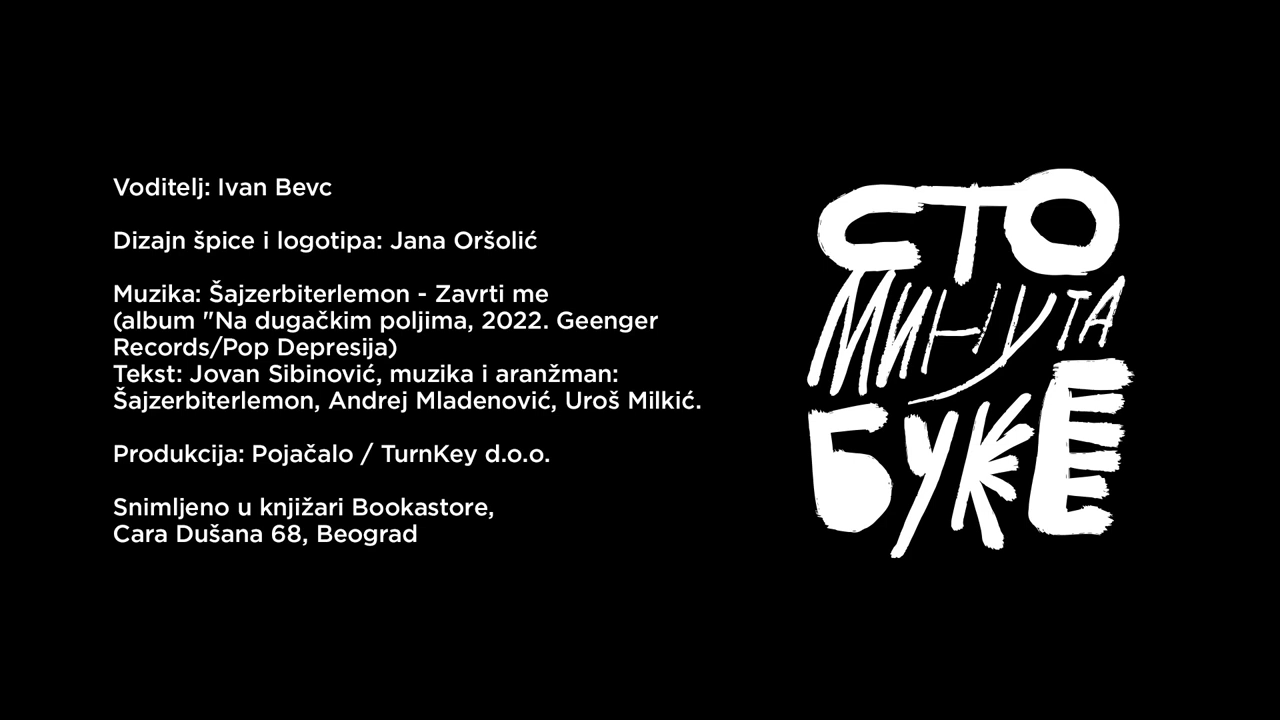 Voditelj: Ivan Bevc
Dizajn špice i logotipa: Jana Oršolić
Muzika: Šajzerbiterlemon - Zavrti me
(album "Na dugačkim poljima, 2022. Geenger
Records/Pop Depresija)
Tekst: Jovan Sibinović, muzika i aranžman:
Šajzerbiterlemon, Andrej Mladenović, Uroš Milkić.
Produkcija: Pojačalo / TurnKey d.o.o.
Snimljeno u knjižari Bookastore,
Cara Dušana 68, Beograd
СТО
МИНУТА
БУКЕ